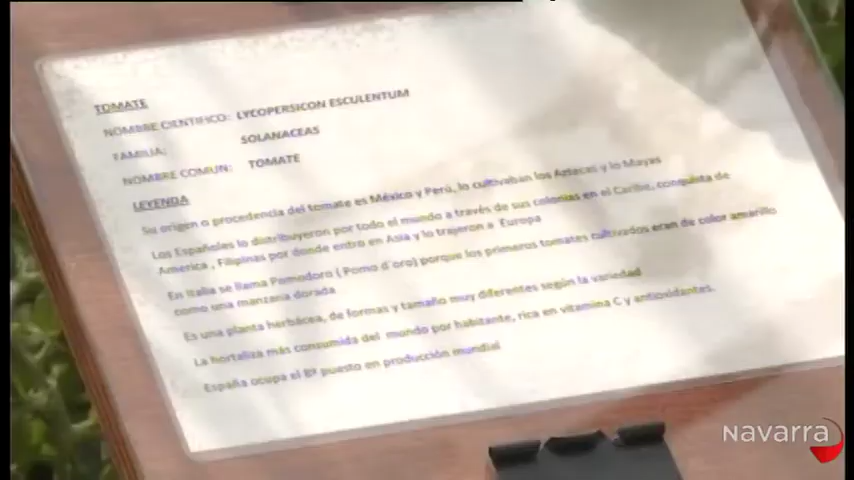 TOMATE
NOMBRE CIENTIFICO: LYCOPERSICON ESCULENTUM
FAMILIA: SOLANACEAS
NOMBRE COMUN: TOMATE
LEYENDA
Su origen o procedencia del tomate es México y Perú, lo cultivaban los Aztecas y lo Mayas
Los Españoles lo distribuyeron por todo el mundo a través de sus colonias en el Caribe, conquista de
America , Filipinas por donde entro en Asia y lo trajeron a Europa
En Italia se llama Pomodoro ( Pomo d´oro) porque los primeros tomates cultivados eran de color amarillo
como una manzana dorada
Es una planta herbácea, de formas y tamaño muy diferentes según la variedad
La hortaliza más consumida del mundo por habitante, rica en vitamina C y antioxidantes.
España ocupa el 8º puesto en producción mundial
Navarra